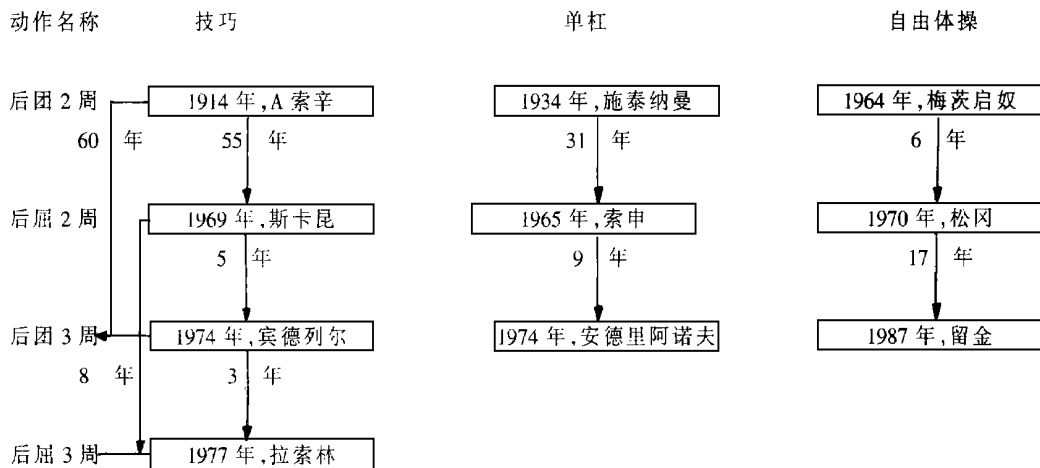 动作名称 技巧 单杠 自由体操
后团 2 周 1914 年，A 索辛 1934 年，施泰纳曼 1964 年，梅茨启奴
60 年 55 年 31 年 6 年
后屈 2 周 1969 年，斯卡昆 1965 年，索申 1970 年，松冈
5 年 9 年 17 年
后团 3 周 1974 年，宾德列尔 1974 年，安德里阿诺夫 1987 年，留金
8 年 3 年
后屈 3 周 1977 年，拉索林